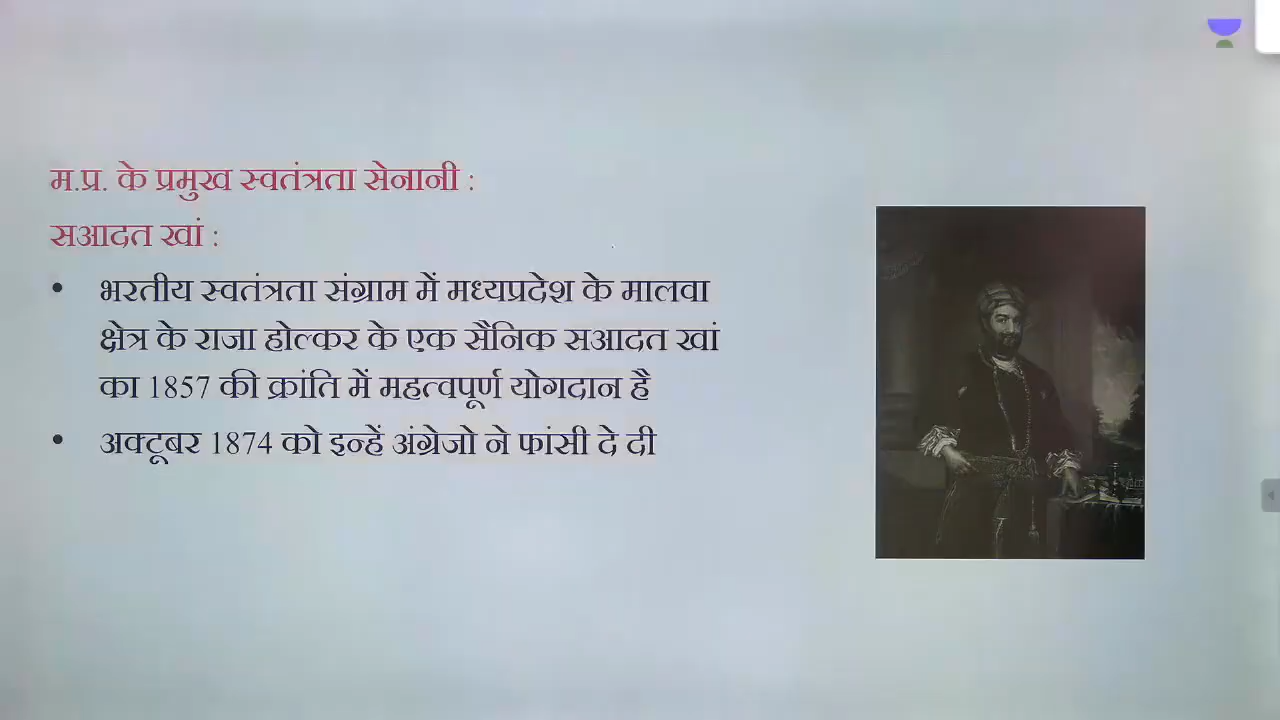 म.प्र. के प्रमुख स्वतंत्रता सेनानी :
सआदत खां :
• भरतीय स्वतंत्रता संग्राम में मध्यप्रदेश के मालवा
क्षेत्र के राजा होल्कर के एक सैनिक सआदत खां
का 1857 की क्रांति में महत्वपूर्ण योगदान है
• अक्टूबर 1874 को इन्हें अंग्रेजो ने फांसी दे दी